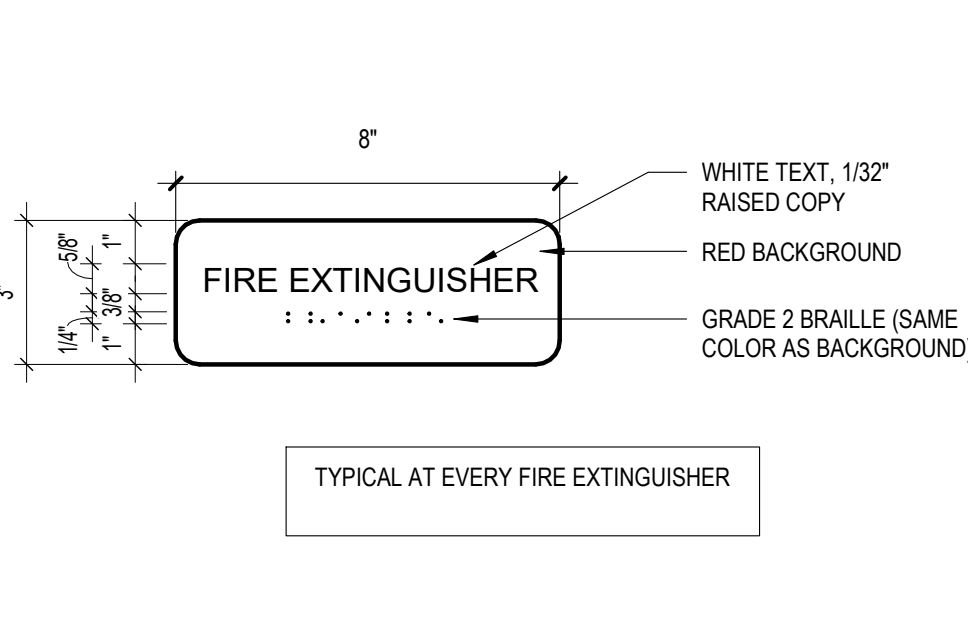 8"
WHITE TEXT, 1/32"
RAISED COPY
RED BACKGROUND
5/8"
1"
3"
3/8"
1/4"
1"
FIRE EXTINGUISHER
GRADE 2 BRAILLE (SAME
COLOR AS BACKGROUND)
TYPICAL AT EVERY FIRE EXTINGUISHER